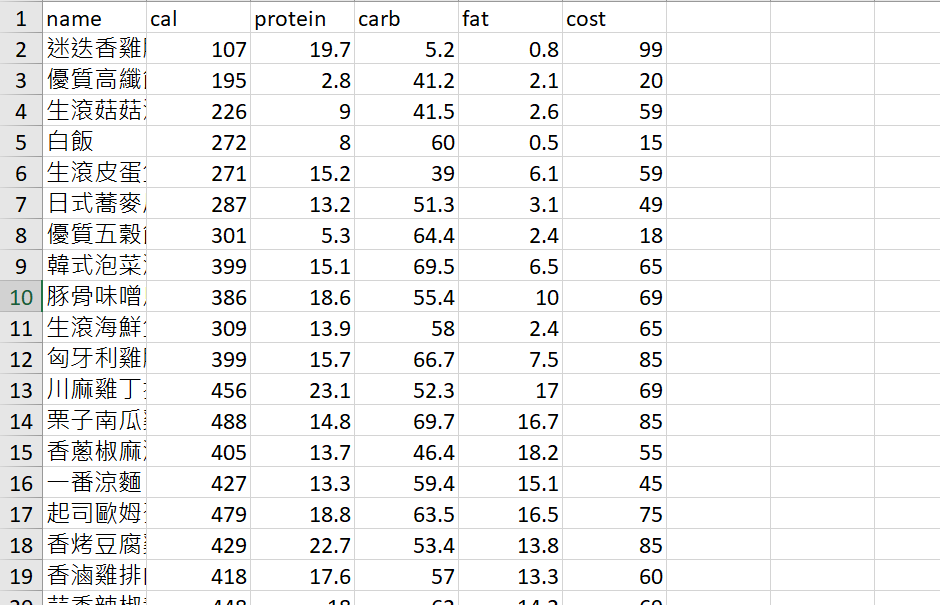 1 name cal protein carb fat cost
2 迷迭香雞 107 19.7 5.2 0.8 99
3 優質高纖 195 2.8 41.2 2.1 20
4 生滾菇菇 226 9 41.5 2.6 59
5 白飯 272 8 60 0.5 15
6 生滾皮蛋 271 15.2 39 6.1 59
7 日式蕎麥 287 13.2 51.3 3.1 49
8 優質五穀 301 5.3 64.4 2.4 18
9 韓式泡菜 399 15.1 69.5 6.5 65
10 豚骨味噌 386 18.6 55.4 10 69
11 生滾海鮮 309 13.9 58 2.4 65
12 匈牙利雞 399 15.7 66.7 7.5 85
13 川麻雞丁 456 23.1 52.3 17 69
14 栗子南瓜 488 14.8 69.7 16.7 85
15 香蔥椒麻 405 13.7 46.4 18.2 55
16 一番涼麵 427 13.3 59.4 15.1 45
17 起司歐姆 479 18.8 63.5 16.5 75
18 香烤豆腐 429 22.7 53.4 13.8 85
19 香滷雞排 418 17.6 57 13.3 60